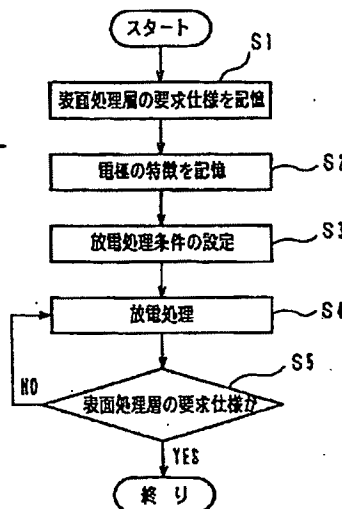 スタート
S1
表面処理層の要求仕様を記憶
S2
電極の特徴を記憶
S3
放電処理条件の設定
S4
放電処理
S5
表面処理層の要求仕様か
NO
YES
終り